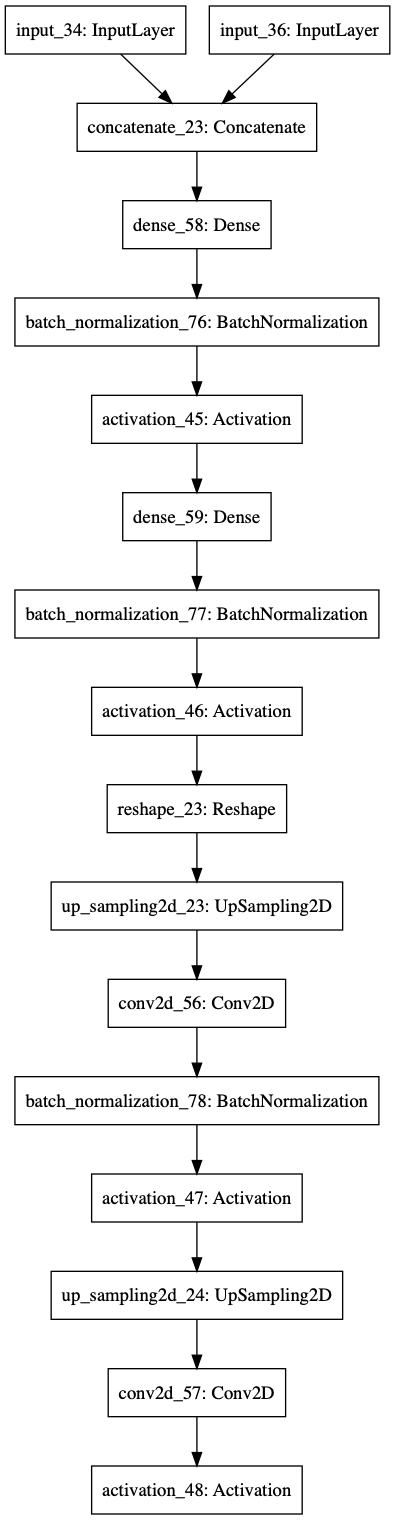 input_34: InputLayer
input_36: InputLayer
concatenate_23: Concatenate
dense_58: Dense
batch_normalization_76: BatchNormalization
activation_45: Activation
dense_59: Dense
batch_normalization_77: BatchNormalization
activation_46: Activation
reshape_23: Reshape
up_sampling2d_23: UpSampling2D
conv2d_56: Conv2D
batch_normalization_78: BatchNormalization
activation_47: Activation
up_sampling2d_24: UpSampling2D
conv2d_57: Conv2D
activation_48: Activation